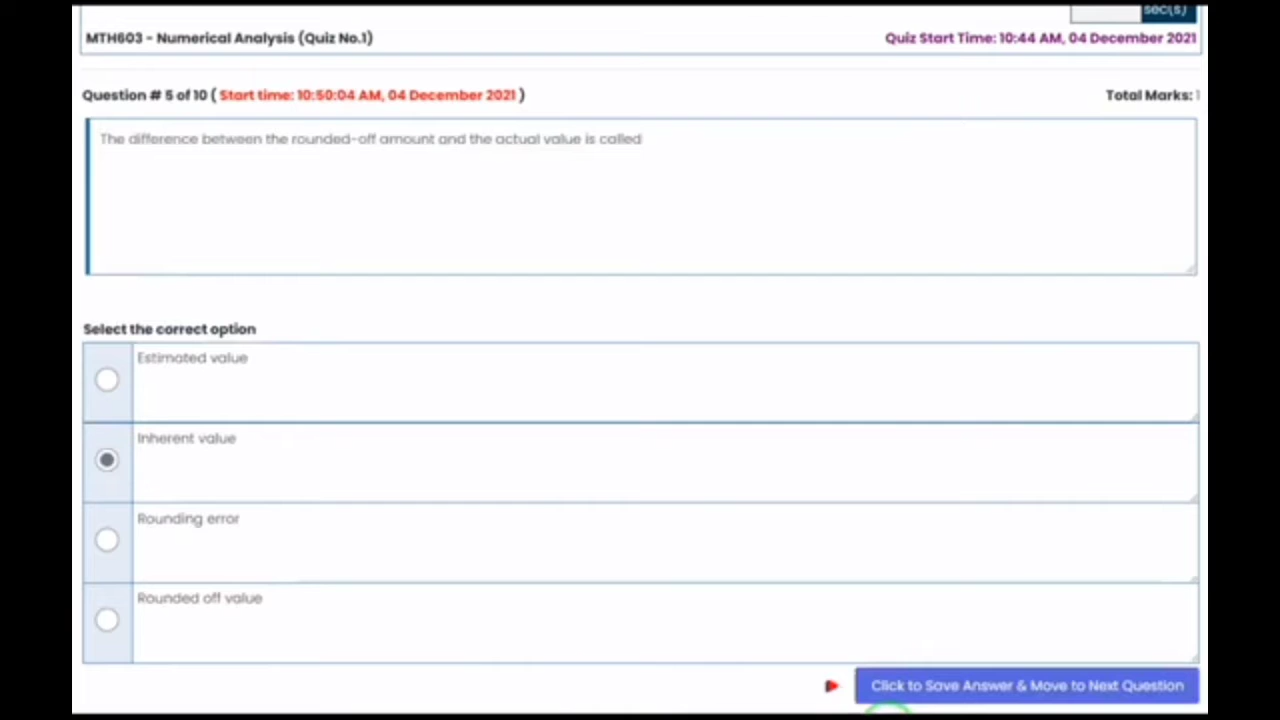 sec(s)
MTH603 - Numerical Analysis (Quiz No.1)
Quiz Start Time: 10:44 AM, 04 December 2021
Question # 5 of 10 ( Start time: 10:50:04 AM, 04 December 2021 )
Total Marks: 1
The difference between the rounded-off amount and the actual value is called
Select the correct option
Estimated value
Inherent value
Rounding error
Rounded off value
Click to Save Answer & Move to Next Question